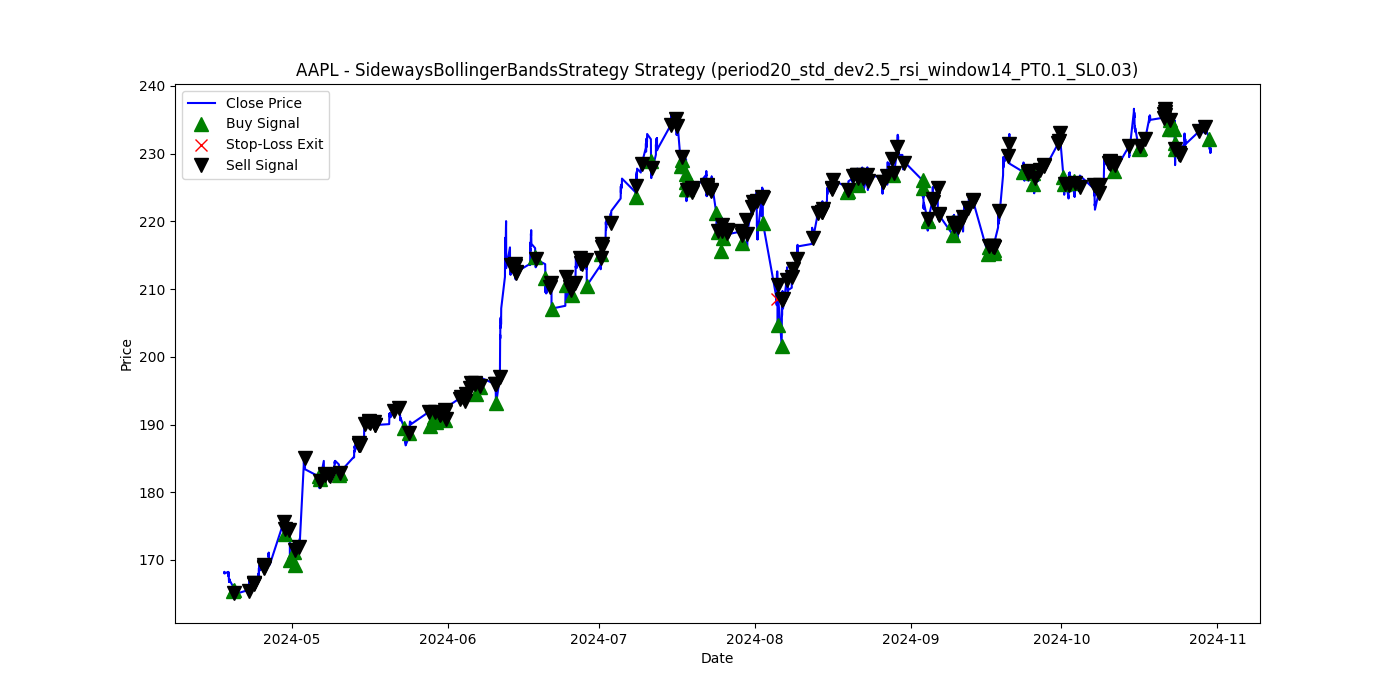 AAPL - SidewaysBollingerBandsStrategy Strategy (period20_std_dev2.5_rsi_window14_PT0.1_SL0.03)
Close Price
Buy Signal
Stop-Loss Exit
Sell Signal
Price
240
230
220
210
200
190
180
170
2024-05
2024-06
2024-07
2024-08
2024-09
2024-10
2024-11
Date